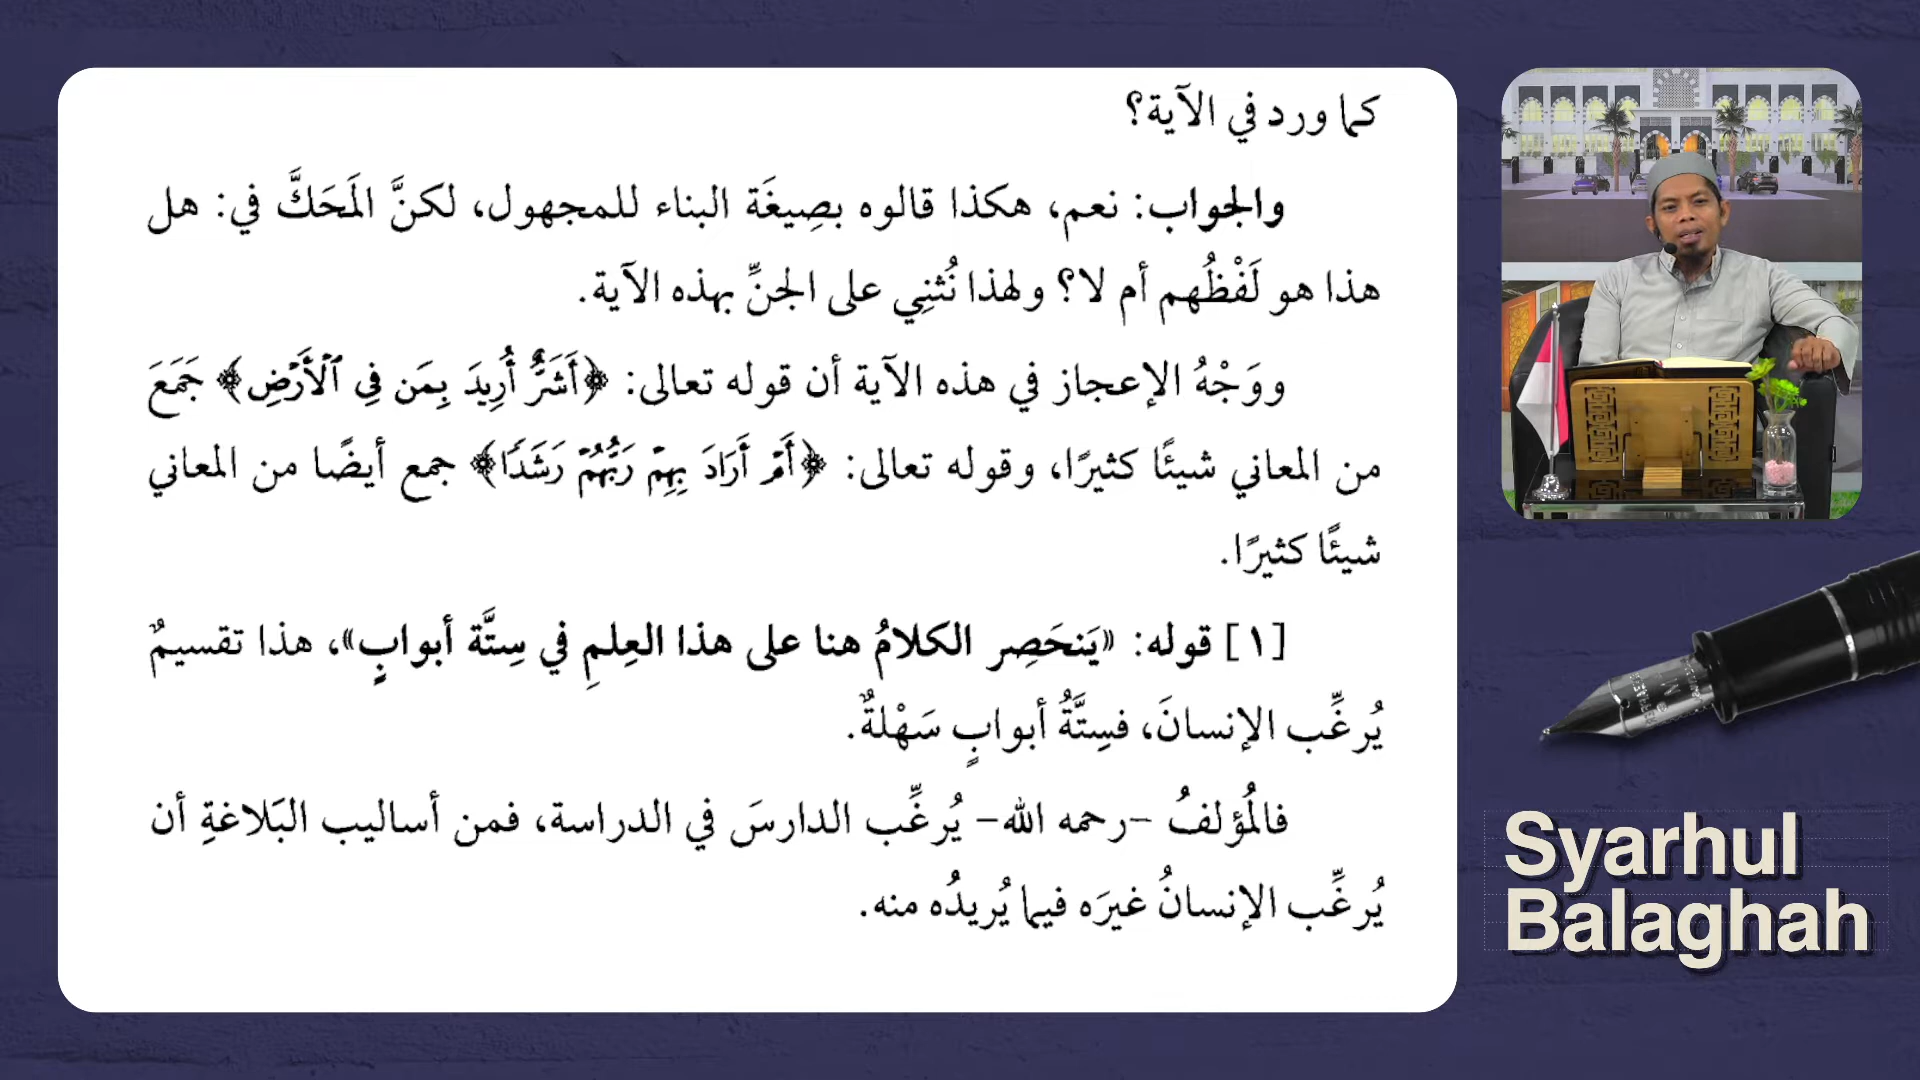 كما ورد في الآية؟
والجواب: نعم، هكذا قالوه بصِيغَة البناء للمجهول، لكنَّ المَحَكَّ في: هل
هذا هو لَفْظُهم أم لا؟ ولهذا نُثنِي على الجنِّ بهذه الآية.
ووَجْهُ الإعجاز في هذه الآية أن قوله تعالى: ﴿أَشَرٌّ أُرِيدَ بِمَن فِي ٱلْأَرْضِ﴾ جَمَعَ
من المعاني شيئًا كثيرًا، وقوله تعالى: ﴿أَمْ أَرَادَ بِهِمْ رَبُّهُمْ رَشَدًا﴾ جمع أيضًا من المعاني
شيئًا كثيرًا.
[١] قوله: «يَنحَصِر الكلامُ هنا على هذا العِلمِ في سِتَّة أبوابٍ»، هذا تقسيمٌ
يُرغِّب الإنسانَ، فسِتَّةُ أبوابٍ سَهْلةٌ.
فالمُؤلفُ -رحمه الله- يُرغِّب الدارسَ في الدراسة، فمن أساليب البَلاغةِ أن
يُرغِّب الإنسانُ غيرَه فيما يُريدُه منه.
Syarhul
Balaghah